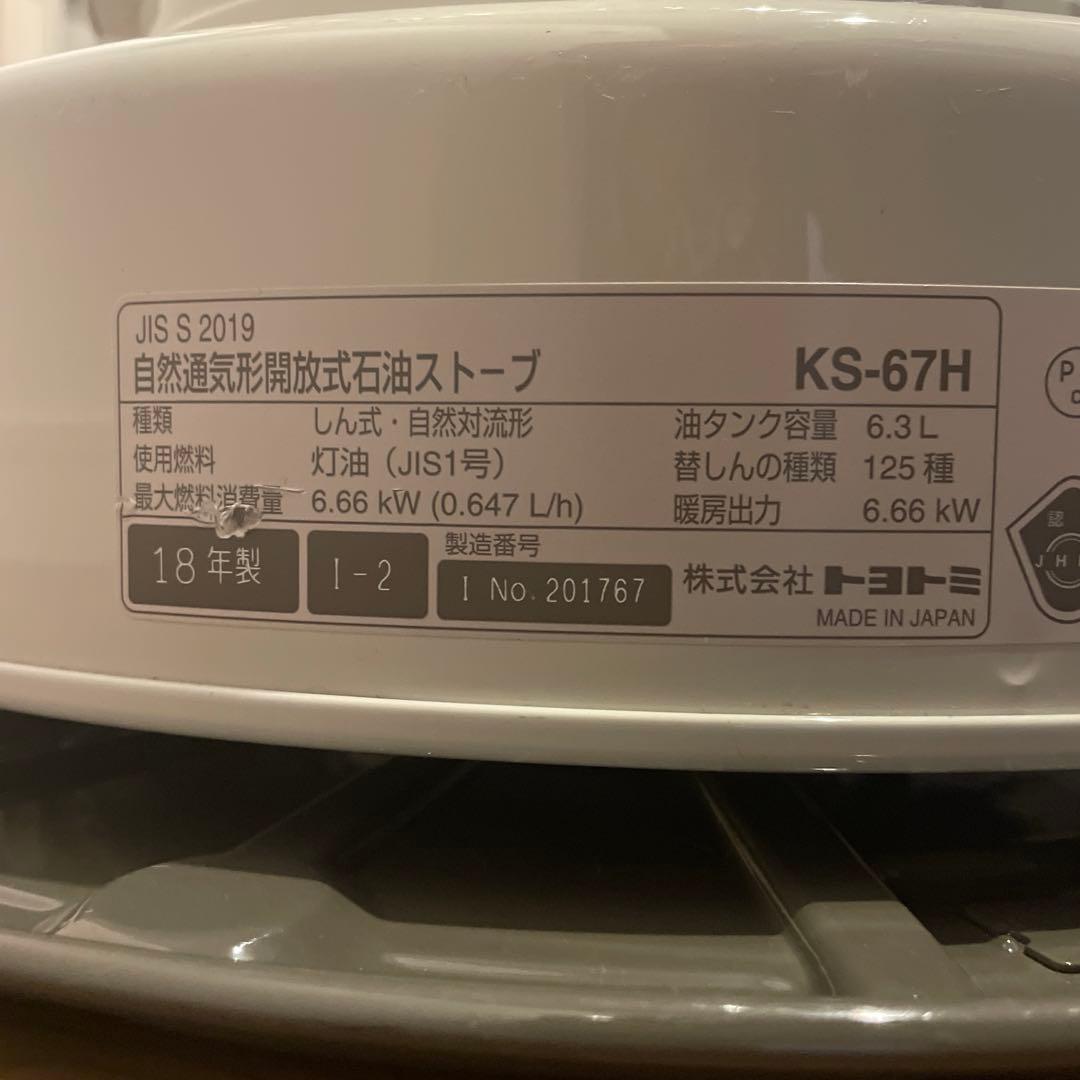 JIS S 2019
自然通気形開放式石油ストーブ KS-67H
種類 しん式・自然対流形 油タンク容量 6.3 L
使用燃料 灯油（JIS1号） 替しんの種類 125 種
最大燃料消費量 6.66 kW (0.647 L/h) 暖房出力 6.66 kW
18年製 I-2 製造番号
I No. 201767 株式会社トヨトミ
MADE IN JAPAN
P
認
J H